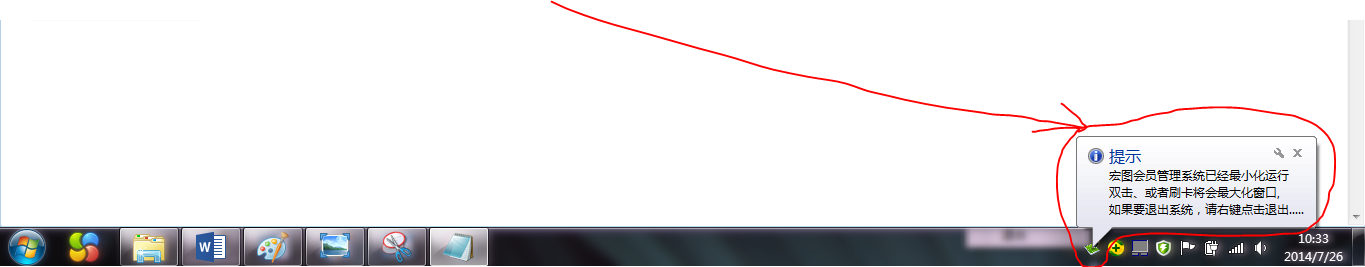 提示
宏图会员管理系统已经最小化运行
双击、或者刷卡将会最大化窗口,
如果要退出系统，请右键点击退出.....
W
10:33
2014/7/26